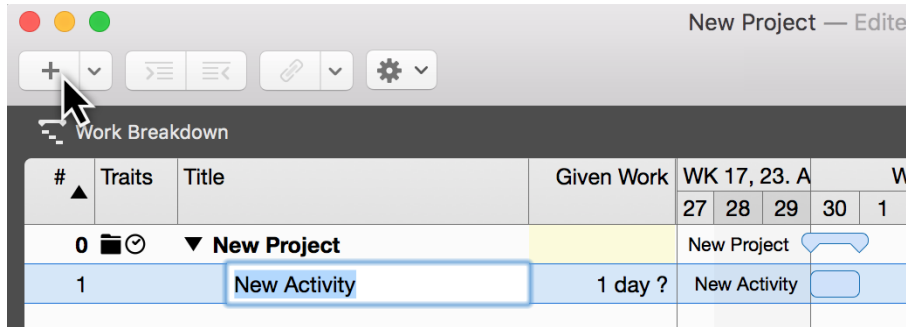 New Project — Edite
Work Breakdown
# Traits Title Given Work WK 17, 23. A W
27 28 29 30 1
0 New Project New Project
1 New Activity 1 day ? New Activity